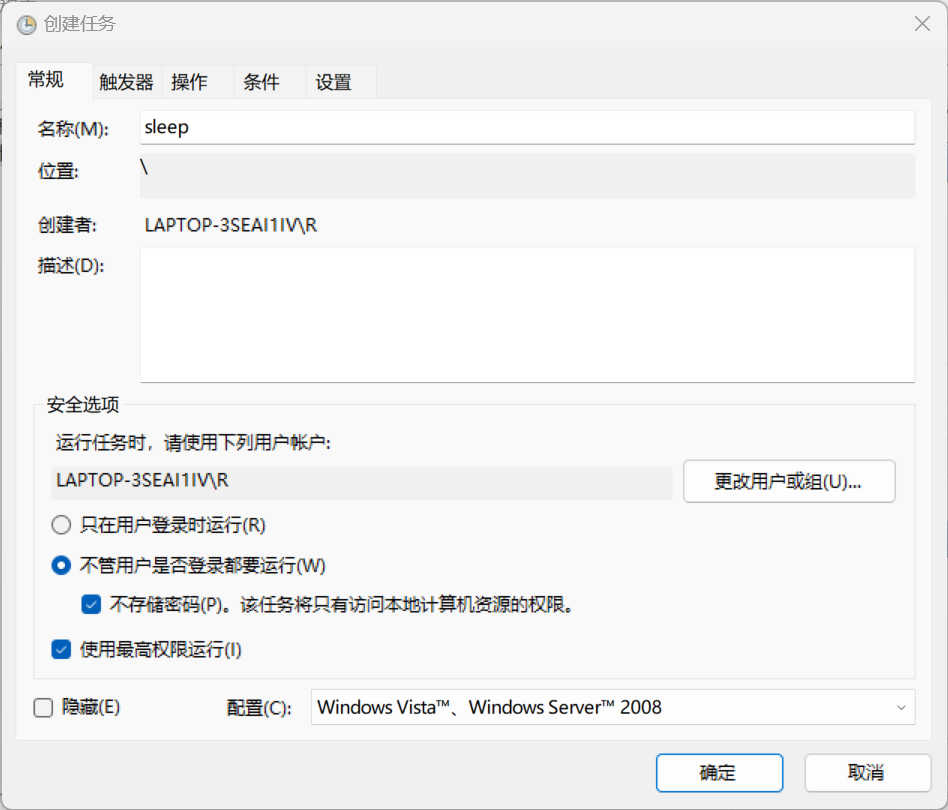 创建任务
常规 触发器 操作 条件 设置
名称(M): sleep
位置: \
创建者: LAPTOP-3SEAI1IV\R
描述(D):
安全选项
运行任务时，请使用下列用户帐户:
LAPTOP-3SEAI1IV\R 更改用户或组(U)...
只在用户登录时运行(R)
不管用户是否登录都要运行(W)
不存储密码(P)。该任务将只有访问本地计算机资源的权限。
使用最高权限运行(I)
隐藏(E) 配置(C): Windows Vista™、Windows Server™ 2008
确定 取消